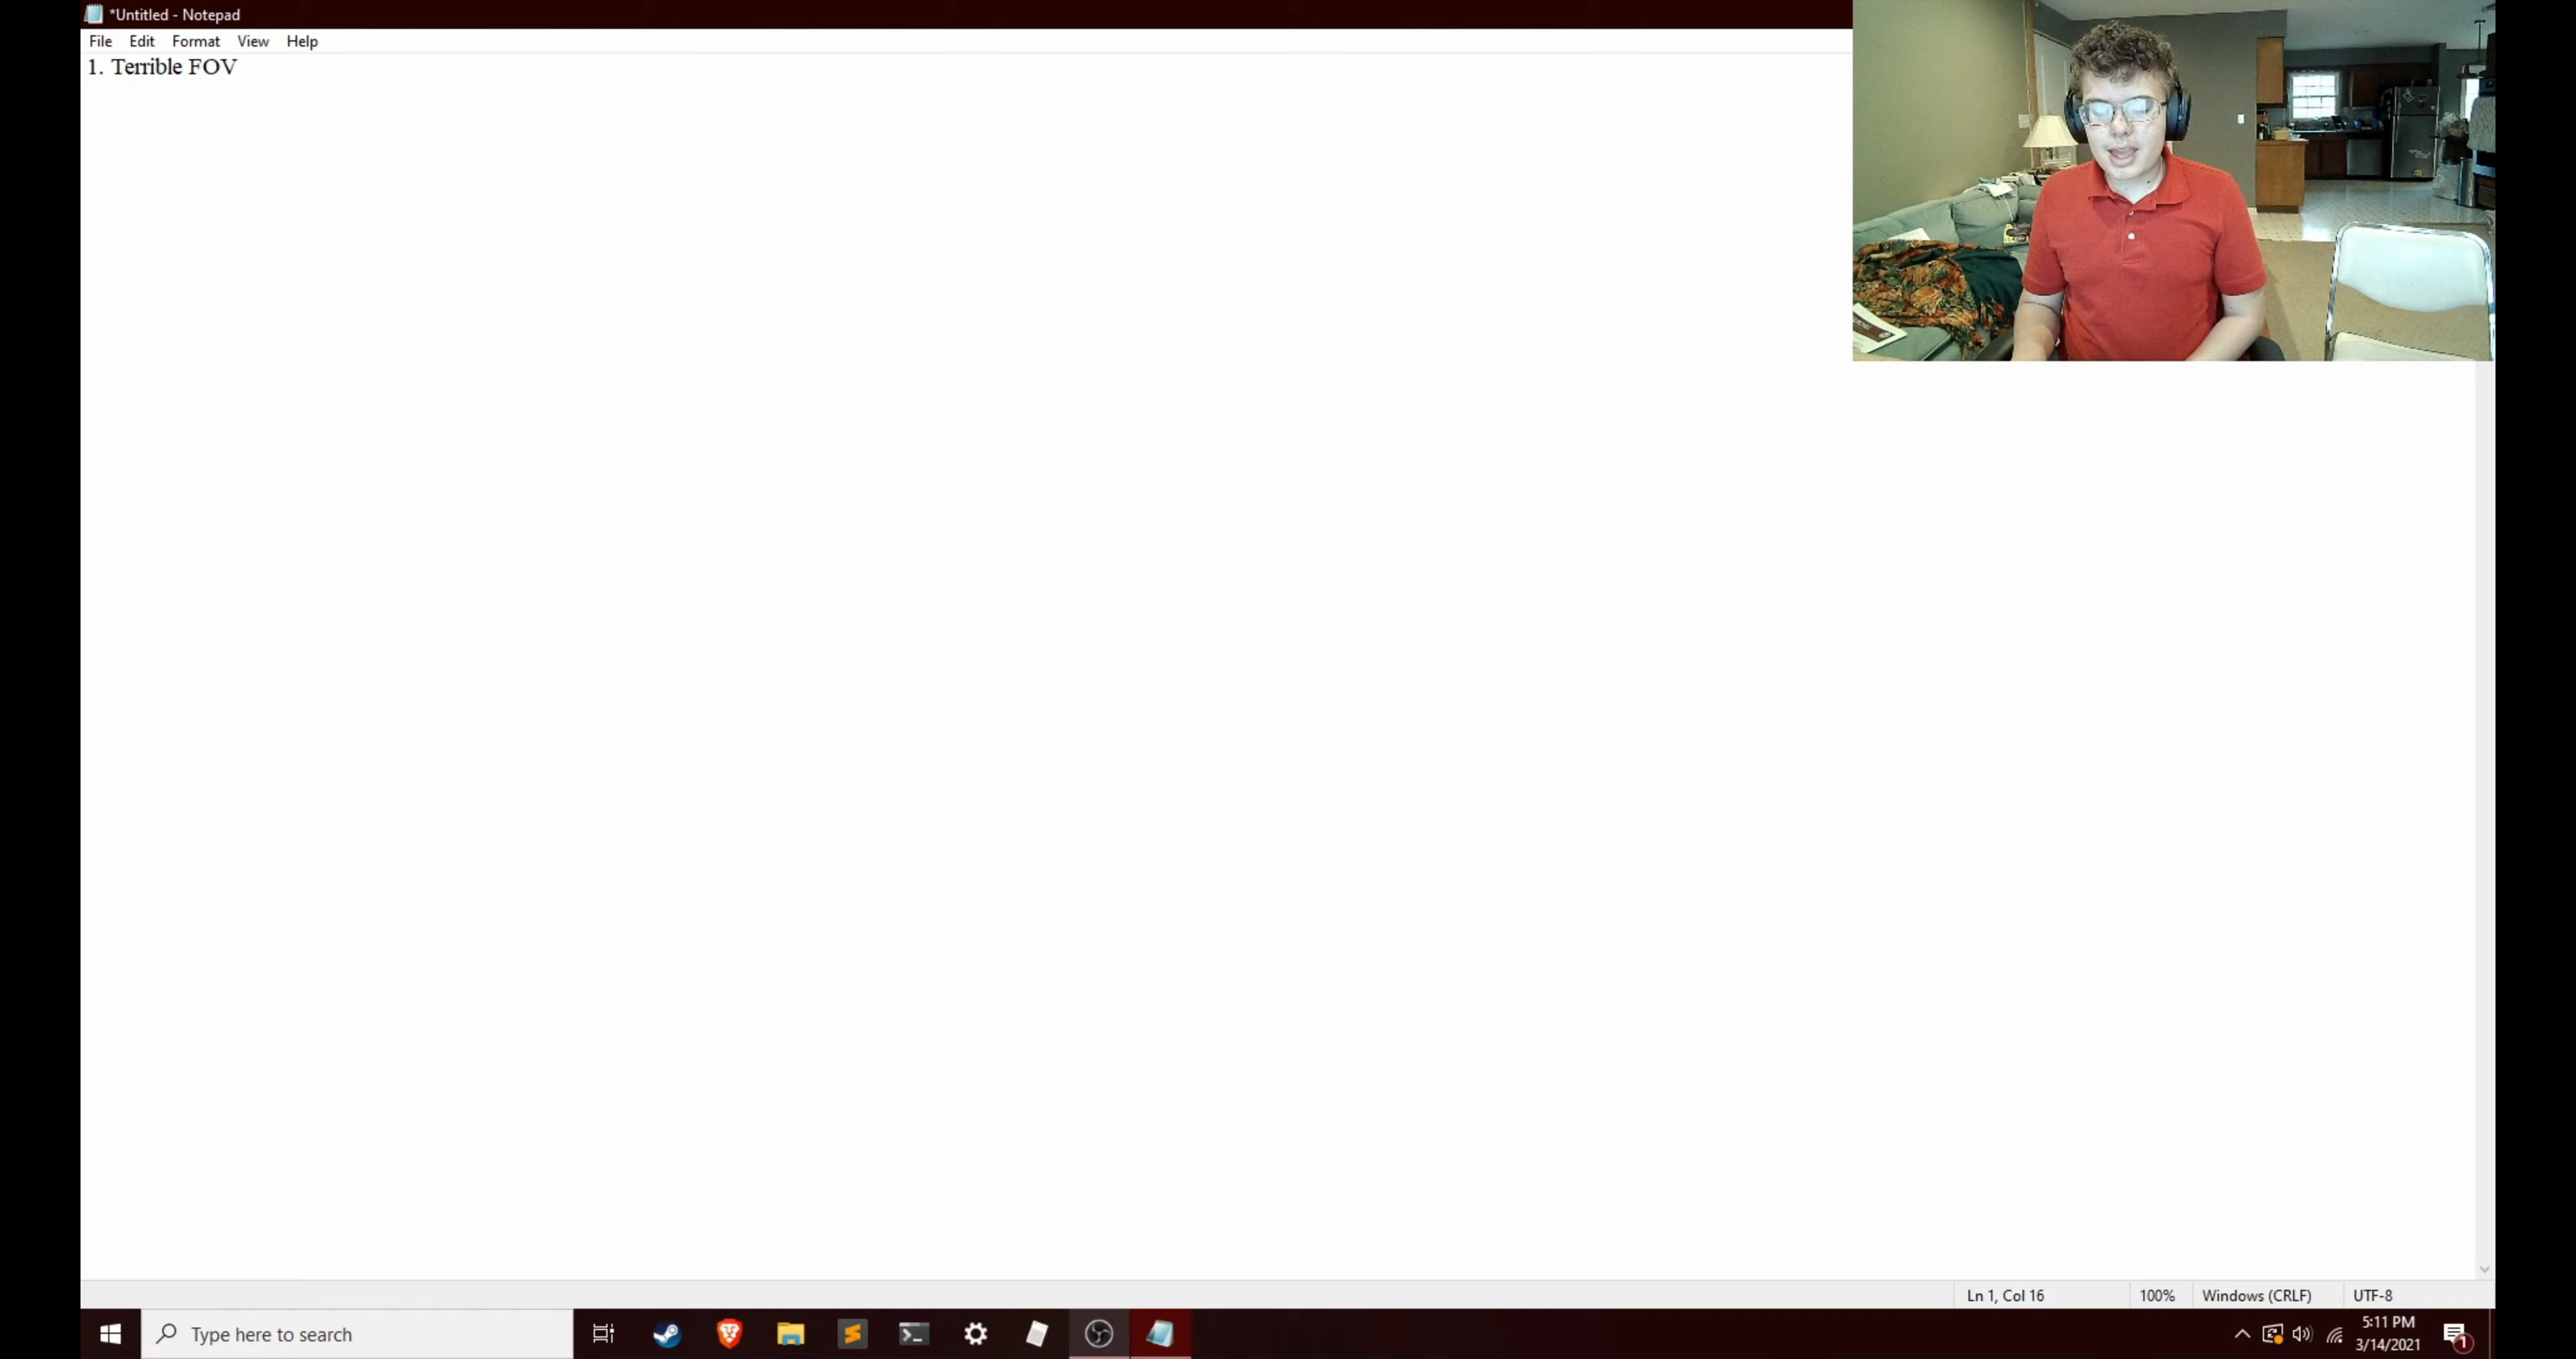 *Untitled - Notepad
File Edit Format View Help
1. Terrible FOV
Ln 1, Col 16 100% Windows (CRLF) UTF-8
Type here to search
5:11 PM
3/14/2021
1